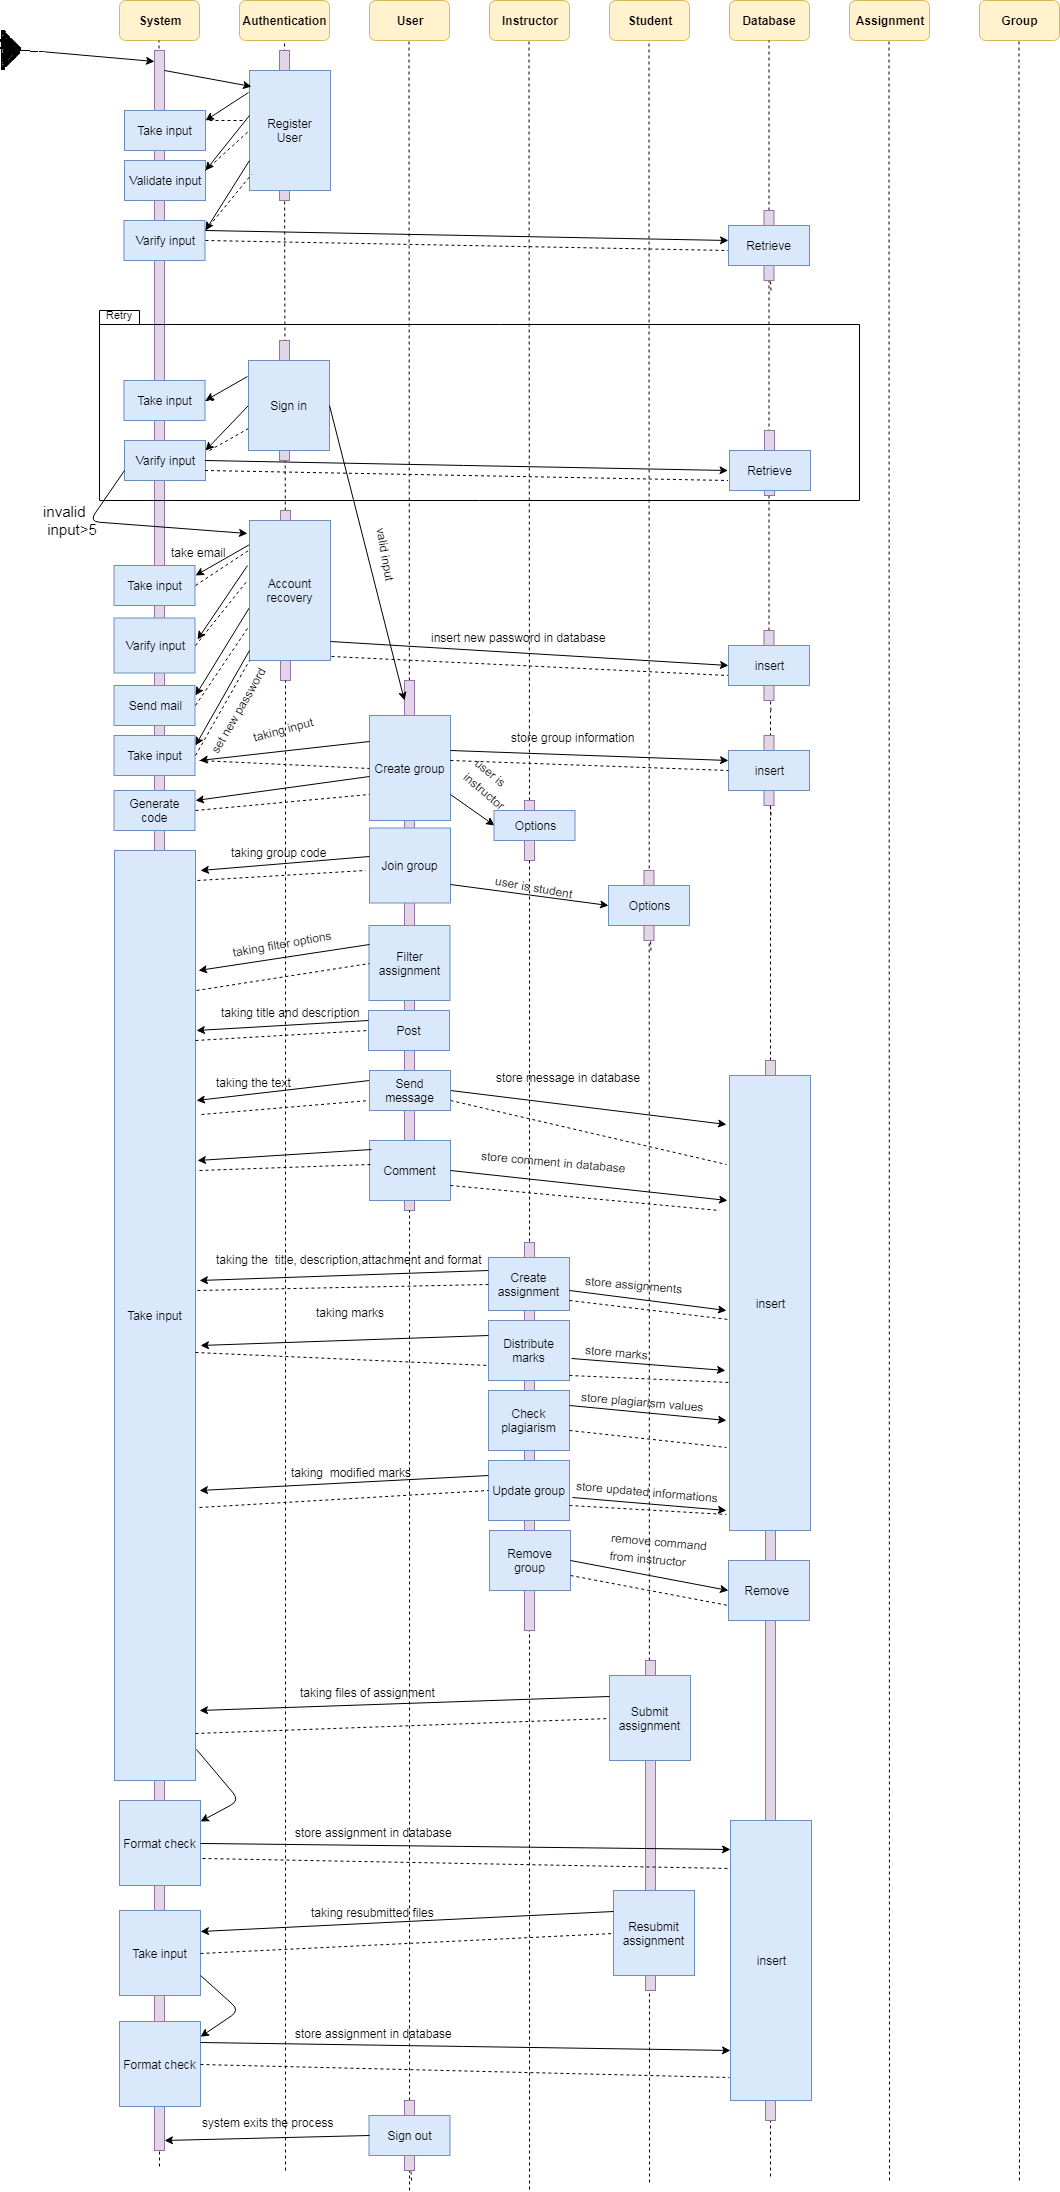 System
Authentication
User
Instructor
Student
Database
Assignment
Group
Register
User
Take input
Validate input
Varify input
Retrieve
Retry
Take input
Sign in
Varify input
Retrieve
invalid
input>5
valid input
take email
Account
recovery
Take input
Varify input
insert new password in database
insert
Send mail
set new password
Take input
taking input
Create group
store group information
insert
user is
instructor
Generate
code
Options
taking group code
Join group
user is student
Options
taking filter options
Filter
assignment
taking title and description
Post
taking the text
Send
message
store message in database
Comment
store comment in database
taking the  title, description,attachment and format
Create
assignment
store assignments
Take input
insert
taking marks
Distribute
marks
store marks
Check
plagiarism
store plagiarism values
taking  modified marks
Update group
store updated informations
Remove
group
remove command
from instructor
Remove
taking files of assignment
Submit
assignment
Format check
store assignment in database
taking resubmitted files
Resubmit
assignment
Take input
insert
store assignment in database
Format check
system exits the process
Sign out